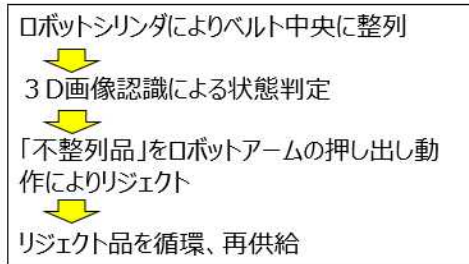 ロボットシリンダによりベルト中央に整列
３D画像認識による状態判定
「不整列品」をロボットアームの押し出し動
作によりリジェクト
リジェクト品を循環、再供給